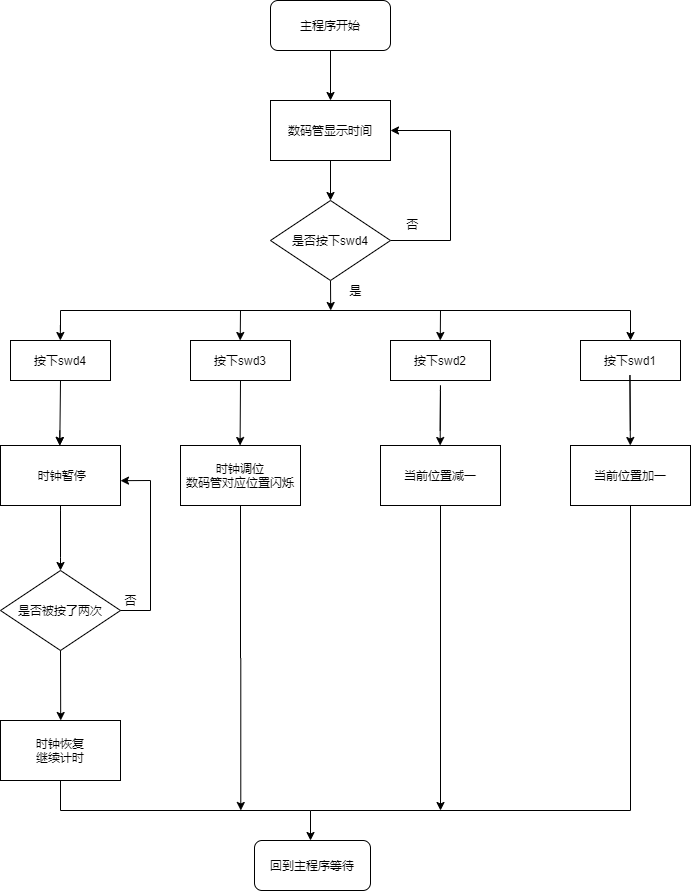 主程序开始
数码管显示时间
是否按下swd4
否
是
按下swd4
按下swd3
按下swd2
按下swd1
时钟暂停
时钟调位
数码管对应位置闪烁
当前位置减一
当前位置加一
是否被按了两次
否
时钟恢复
继续计时
回到主程序等待